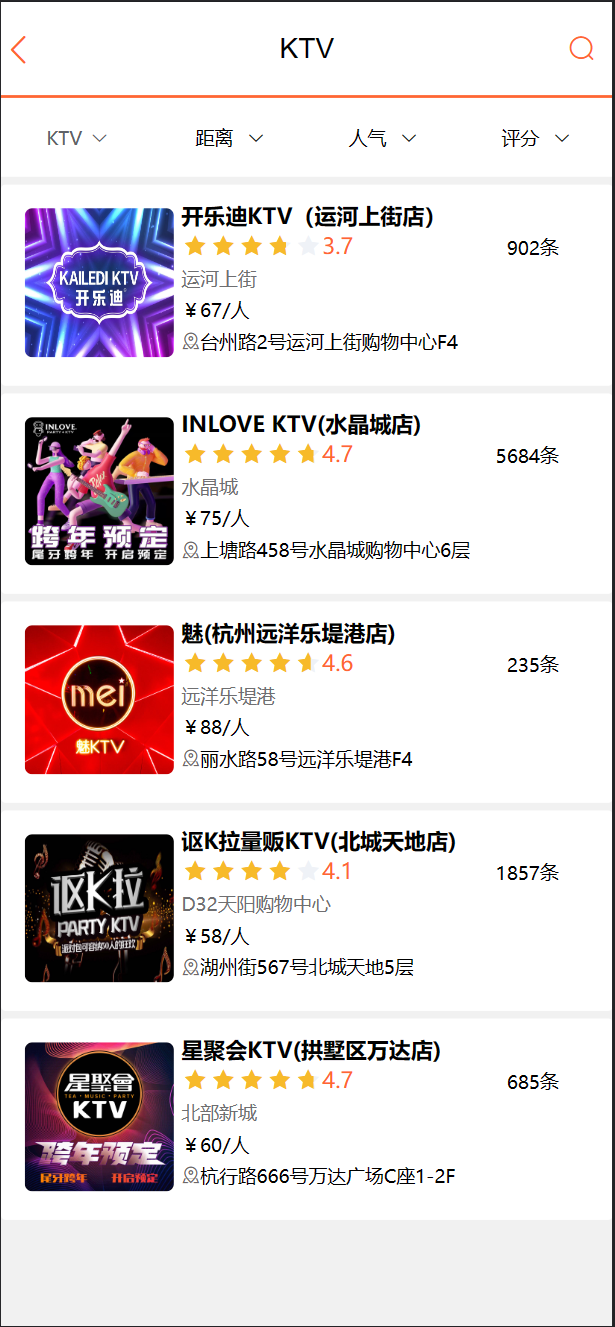 KTV
KTV 距离 人气 评分
KAILEDI KTV
开乐迪
开乐迪KTV（运河上街店）
3.7 902条
运河上街
￥67/人
台州路2号运河上街购物中心F4
INLOVE
PARTY KTV
跨年预定
尾牙跨年 开启预定
INLOVE KTV(水晶城店)
4.7 5684条
水晶城
￥75/人
上塘路458号水晶城购物中心6层
mei
魅KTV
魅(杭州远洋乐堤港店)
4.6 235条
远洋乐堤港
￥88/人
丽水路58号远洋乐堤港F4
讴K拉
PARTY KTV
讴K拉量贩KTV(北城天地店)
4.1 1857条
D32天阳购物中心
￥58/人
湖州街567号北城天地5层
星聚會
TEA · MUSIC · PARTY
KTV
跨年预定
尾牙跨年 开启预定
星聚会KTV(拱墅区万达店)
4.7 685条
北部新城
￥60/人
杭行路666号万达广场C座1-2F